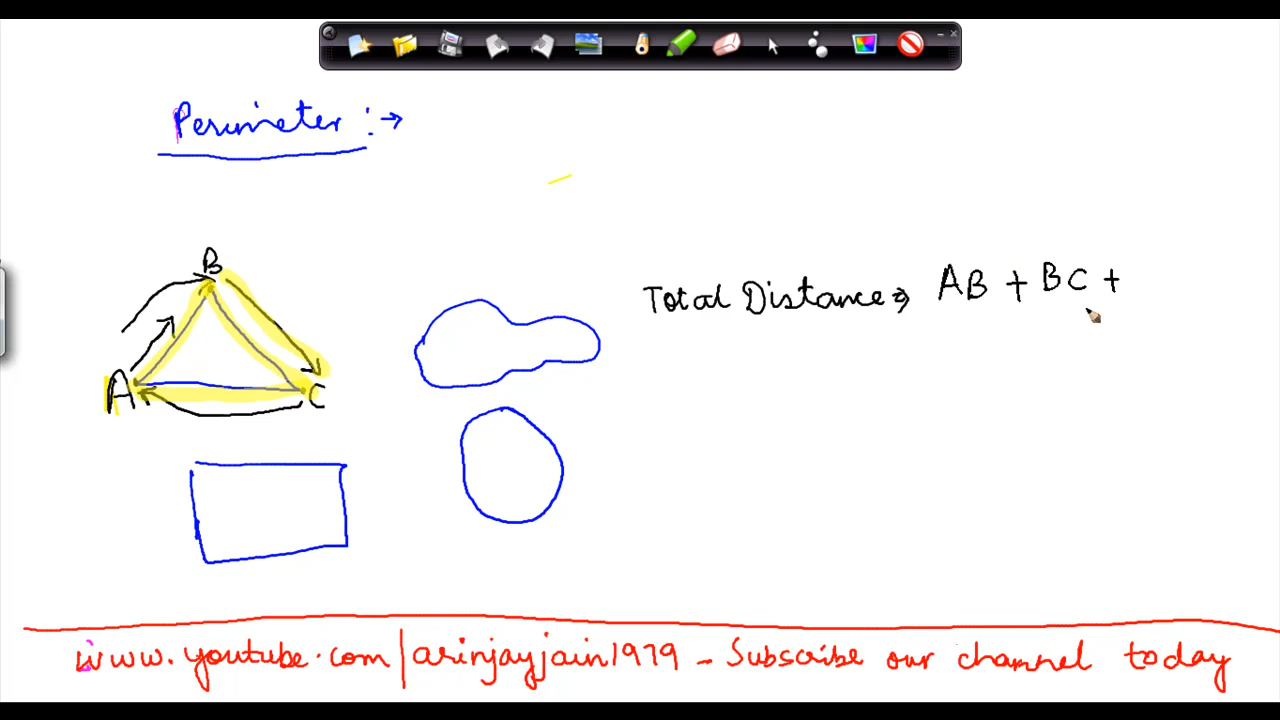 Perimeter :→
B
Total Distance ⇒ AB + BC +
A
C
www.youtube.com/arinjayjain1979 - Subscribe our channel today